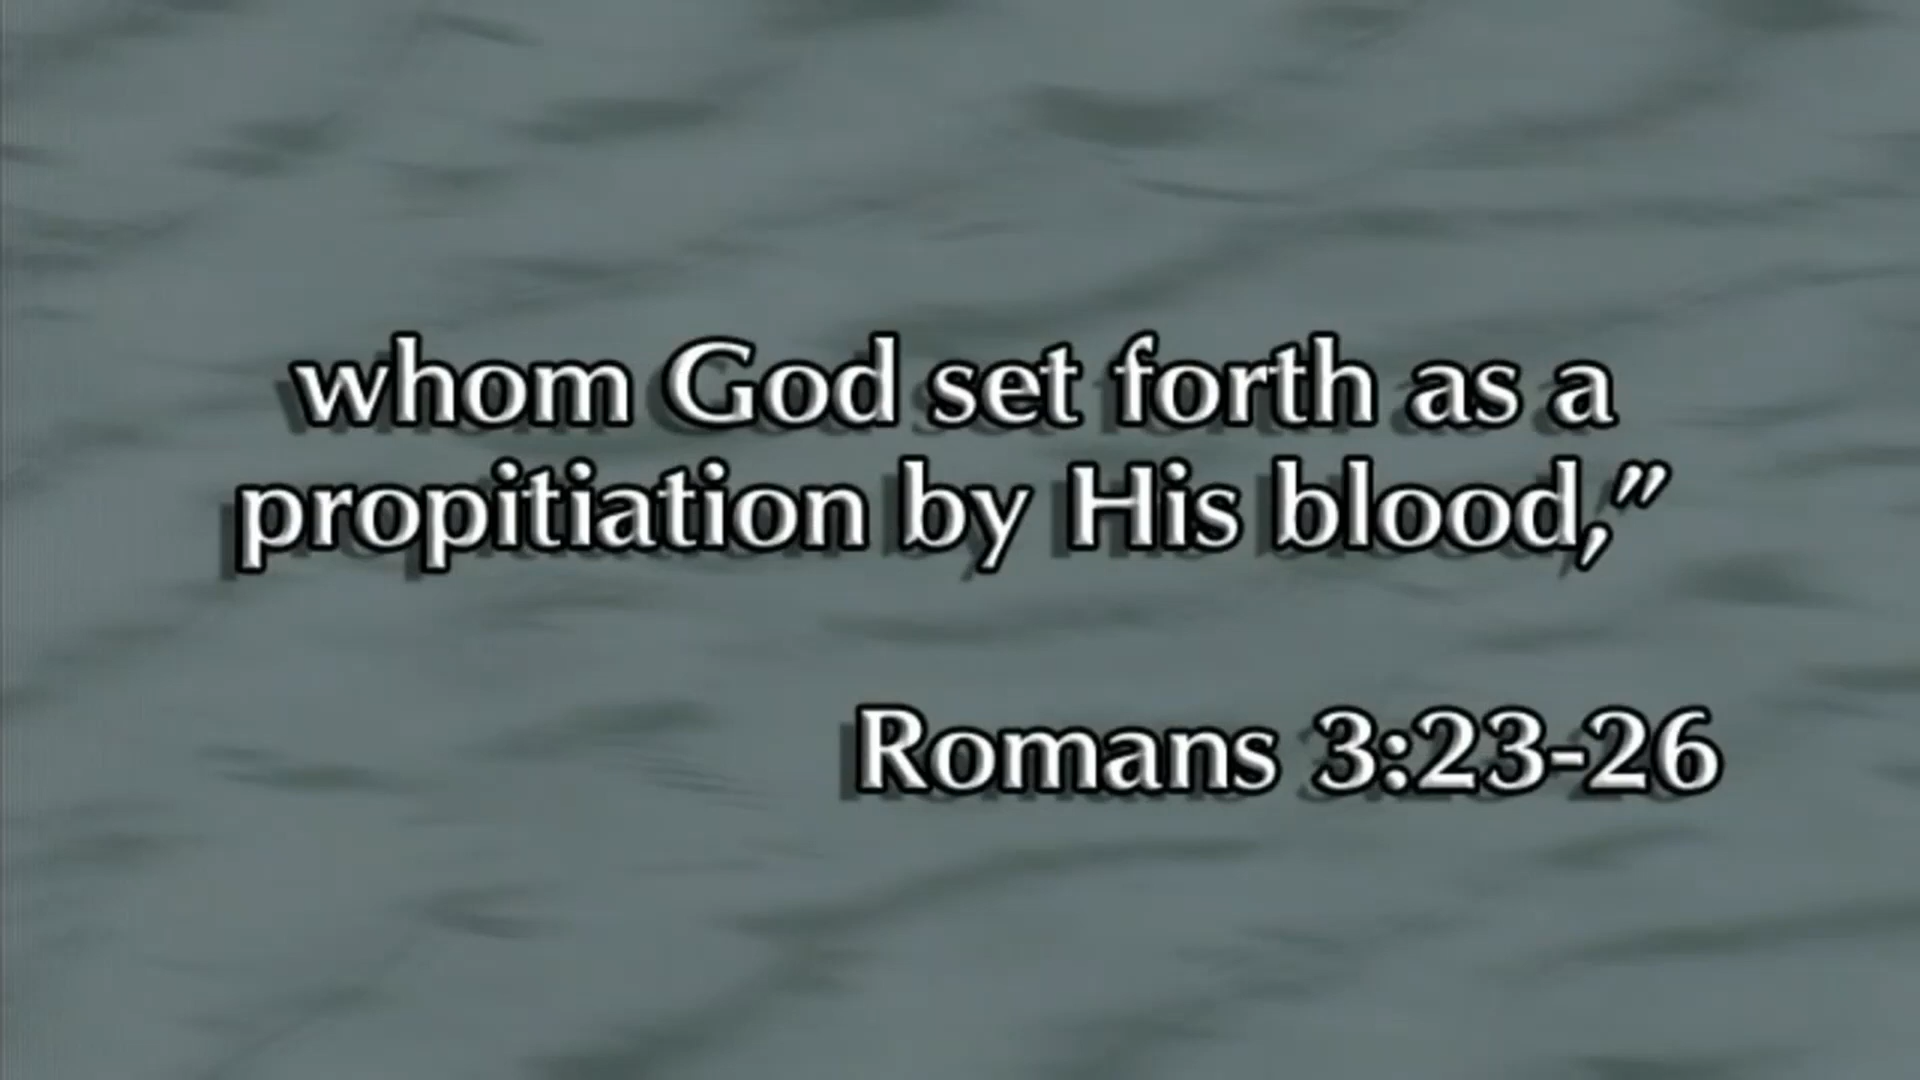 whom God set forth as a
propitiation by His blood,”
Romans 3:23-26